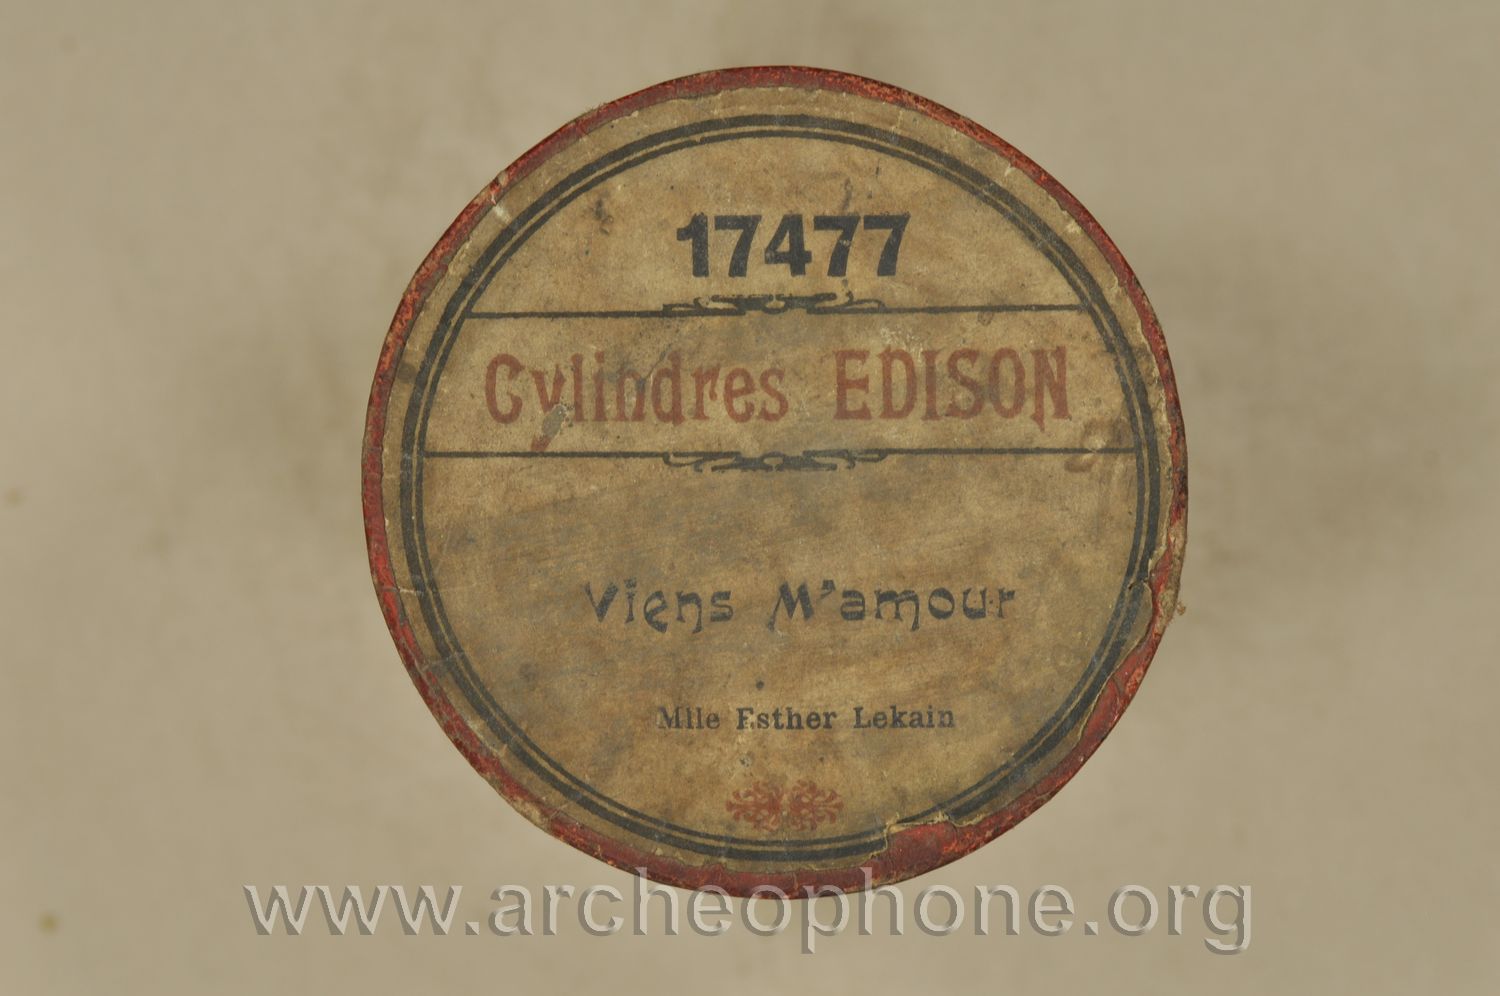 17477
Cylindres EDISON
Viens M'amour
Mlle Esther Lekain
www.archeophone.org